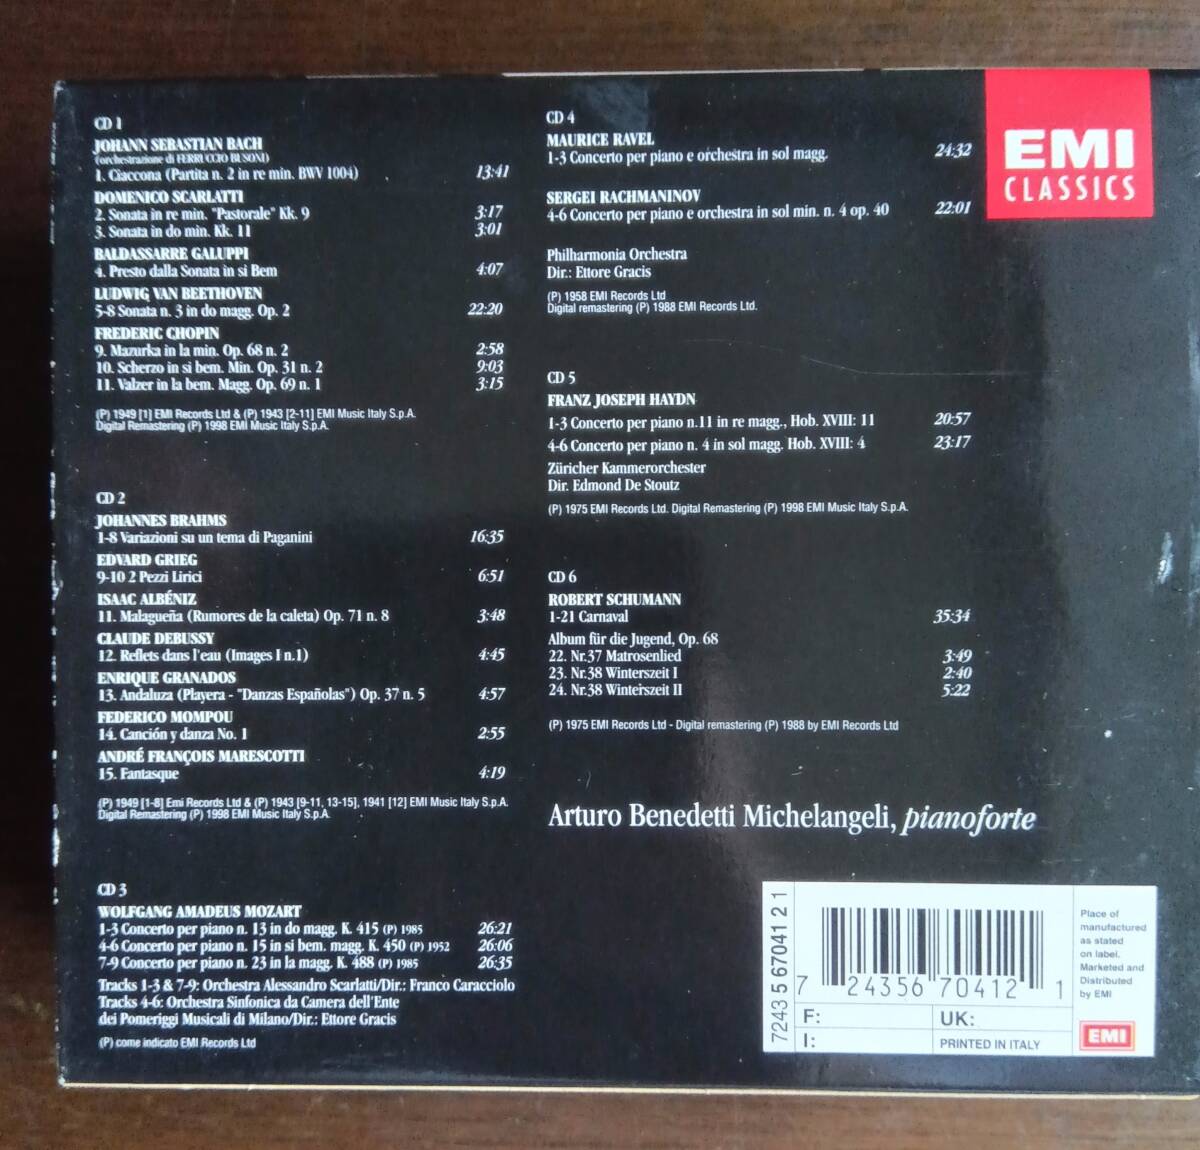 CD 1
JOHANN SEBASTIAN BACH
(orchestrazione di FERRUCCIO BUSONI)
1. Ciaccona (Partita n. 2 in re min. BWV 1004) 13:41
DOMENICO SCARLATTI
2. Sonata in re min. "Pastorale" Kk. 9 3:17
3. Sonata in do min. Kk. 11 3:01
BALDASSARRE GALUPPI
4. Presto dalla Sonata in si Bem 4:07
LUDWIG VAN BEETHOVEN
5-8 Sonata n. 3 in do magg. Op. 2 22:20
FREDERIC CHOPIN
9. Mazurka in la min. Op. 68 n. 2 2:58
10. Scherzo in si bem. Min. Op. 31 n. 2 9:03
11. Valzer in la bem. Magg. Op. 69 n. 1 3:15
(P) 1949 [1] EMI Records Ltd & (P) 1943 [2-11] EMI Music Italy S.p.A.
Digital Remastering (P) 1998 EMI Music Italy S.p.A.
CD 2
JOHANNES BRAHMS
1-8 Variazioni su un tema di Paganini 16:35
EDVARD GRIEG
9-10 2 Pezzi Lirici 6:51
ISAAC ALBÉNIZ
11. Malagueña (Rumores de la caleta) Op. 71 n. 8 3:48
CLAUDE DEBUSSY
12. Reflets dans l'eau (Images I n.1) 4:45
ENRIQUE GRANADOS
13. Andaluza (Playera - "Danzas Españolas") Op. 37 n. 5 4:57
FEDERICO MOMPOU
14. Canción y danza No. 1 2:55
ANDRÉ FRANÇOIS MARESCOTTI
15. Fantasque 4:19
(P) 1949 [1-8] Emi Records Ltd & (P) 1943 [9-11, 13-15], 1941 [12] EMI Music Italy S.p.A.
Digital Remastering (P) 1998 EMI Music Italy S.p.A.
CD 3
WOLFGANG AMADEUS MOZART
1-3 Concerto per piano n. 13 in do magg. K. 415 (P) 1985 26:21
4-6 Concerto per piano n. 15 in si bem. magg. K. 450 (P) 1952 26:06
7-9 Concerto per piano n. 23 in la magg. K. 488 (P) 1985 26:35
Tracks 1-3 & 7-9: Orchestra Alessandro Scarlatti/Dir.: Franco Caracciolo
Tracks 4-6: Orchestra Sinfonica da Camera dell'Ente
dei Pomeriggi Musicali di Milano/Dir.: Ettore Gracis
(P) come indicato EMI Records Ltd
CD 4
MAURICE RAVEL
1-3 Concerto per piano e orchestra in sol magg. 24:32
SERGEI RACHMANINOV
4-6 Concerto per piano e orchestra in sol min. n. 4 op. 40 22:01
Philharmonia Orchestra
Dir.: Ettore Gracis
(P) 1958 EMI Records Ltd
Digital remastering (P) 1988 EMI Records Ltd.
CD 5
FRANZ JOSEPH HAYDN
1-3 Concerto per piano n.11 in re magg., Hob. XVIII: 11 20:57
4-6 Concerto per piano n. 4 in sol magg. Hob. XVIII: 4 23:17
Züricher Kammerorchester
Dir. Edmond De Stoutz
(P) 1975 EMI Records Ltd. Digital Remastering (P) 1998 EMI Music Italy S.p.A.
CD 6
ROBERT SCHUMANN
1-21 Carnaval 35:34
Album für die Jugend, Op. 68
22. Nr.37 Matrosenlied 3:49
23. Nr.38 Winterszeit I 2:40
24. Nr.38 Winterszeit II 5:22
(P) 1975 EMI Records Ltd - Digital remastering (P) 1988 by EMI Records Ltd
Arturo Benedetti Michelangeli, pianoforte
EMI
CLASSICS
7243 5 67041 2 1
7 24356 70412 1
F: UK:
I: PRINTED IN ITALY
Place of
manufactured
as stated
on label.
Marketed and
Distributed
by EMI
EMI